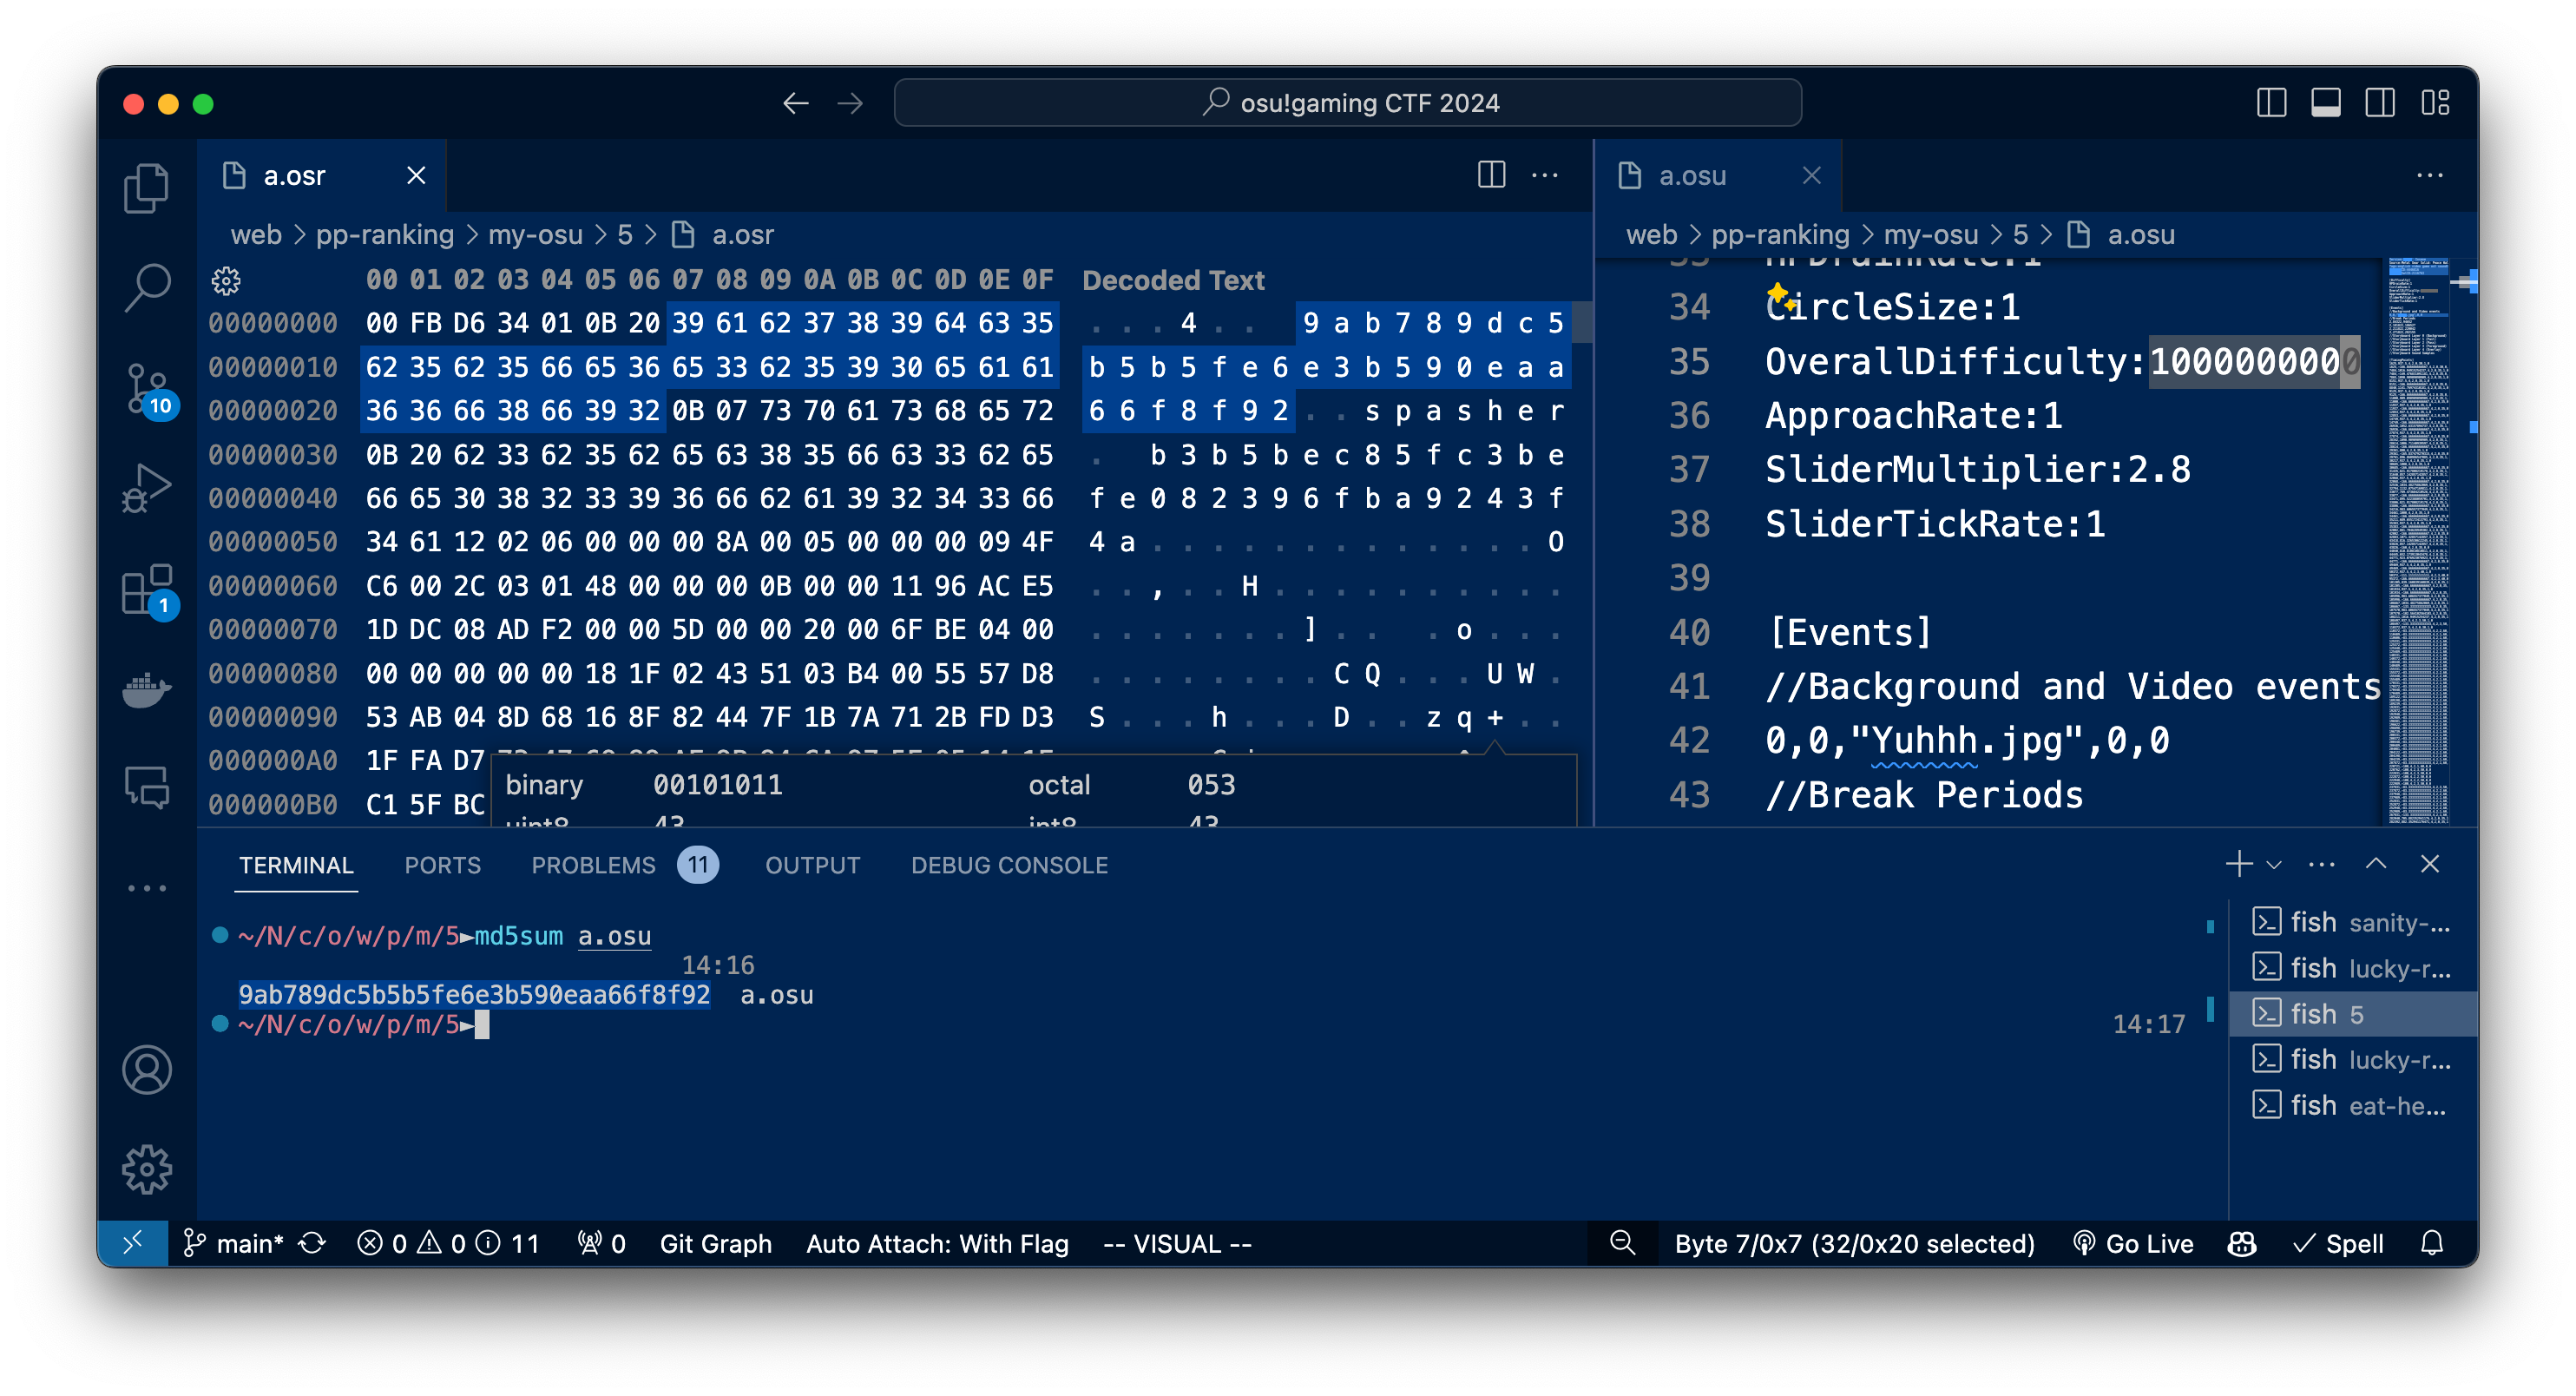 osu!gaming CTF 2024
10
1
a.osr
web > pp-ranking > my-osu > 5 > a.osr
00 01 02 03 04 05 06 07 08 09 0A 0B 0C 0D 0E 0F Decoded Text
00000000 00 FB D6 34 01 0B 20 39 61 62 37 38 39 64 63 35 . . . 4 . .   9 a b 7 8 9 d c 5
00000010 62 35 62 35 66 65 36 65 33 62 35 39 30 65 61 61 b 5 b 5 f e 6 e 3 b 5 9 0 e a a
00000020 36 36 66 38 66 39 32 0B 07 73 70 61 73 68 65 72 6 6 f 8 f 9 2 . . s p a s h e r
00000030 0B 20 62 33 62 35 62 65 63 38 35 66 63 33 62 65 .   b 3 b 5 b e c 8 5 f c 3 b e
00000040 66 65 30 38 32 33 39 36 66 62 61 39 32 34 33 66 f e 0 8 2 3 9 6 f b a 9 2 4 3 f
00000050 34 61 12 02 06 00 00 00 8A 00 05 00 00 00 09 4F 4 a . . . . . . . . . . . . . O
00000060 C6 00 2C 03 01 48 00 00 00 0B 00 00 11 96 AC E5 . . , . . H . . . . . . . . . .
00000070 1D DC 08 AD F2 00 00 5D 00 00 20 00 6F BE 04 00 . . . . . . . ] . .   . o . . .
00000080 00 00 00 00 00 18 1F 02 43 51 03 B4 00 55 57 D8 . . . . . . . . C Q . . . U W .
00000090 53 AB 04 8D 68 16 8F 82 44 7F 1B 7A 71 2B FD D3 S . . . h . . . D . . z q + . .
000000A0 1F FA D7
000000B0 C1 5F BC
binary 00101011 octal 053
uint8 43 int8 43
a.osu
web > pp-ranking > my-osu > 5 > a.osu
33 HPDrainRate:1
34 CircleSize:1
35 OverallDifficulty:1000000000
36 ApproachRate:1
37 SliderMultiplier:2.8
38 SliderTickRate:1
39
40 [Events]
41 //Background and Video events
42 0,0,"Yuhhh.jpg",0,0
43 //Break Periods
TERMINAL PORTS PROBLEMS 11 OUTPUT DEBUG CONSOLE
~/N/c/o/w/p/m/5►md5sum a.osu
14:16
9ab789dc5b5b5fe6e3b590eaa66f8f92  a.osu
~/N/c/o/w/p/m/5► 14:17
fish sanity-...
fish lucky-r...
fish 5
fish lucky-r...
fish eat-he...
main* 0 0 11 0 Git Graph Auto Attach: With Flag -- VISUAL -- Byte 7/0x7 (32/0x20 selected) Go Live Spell